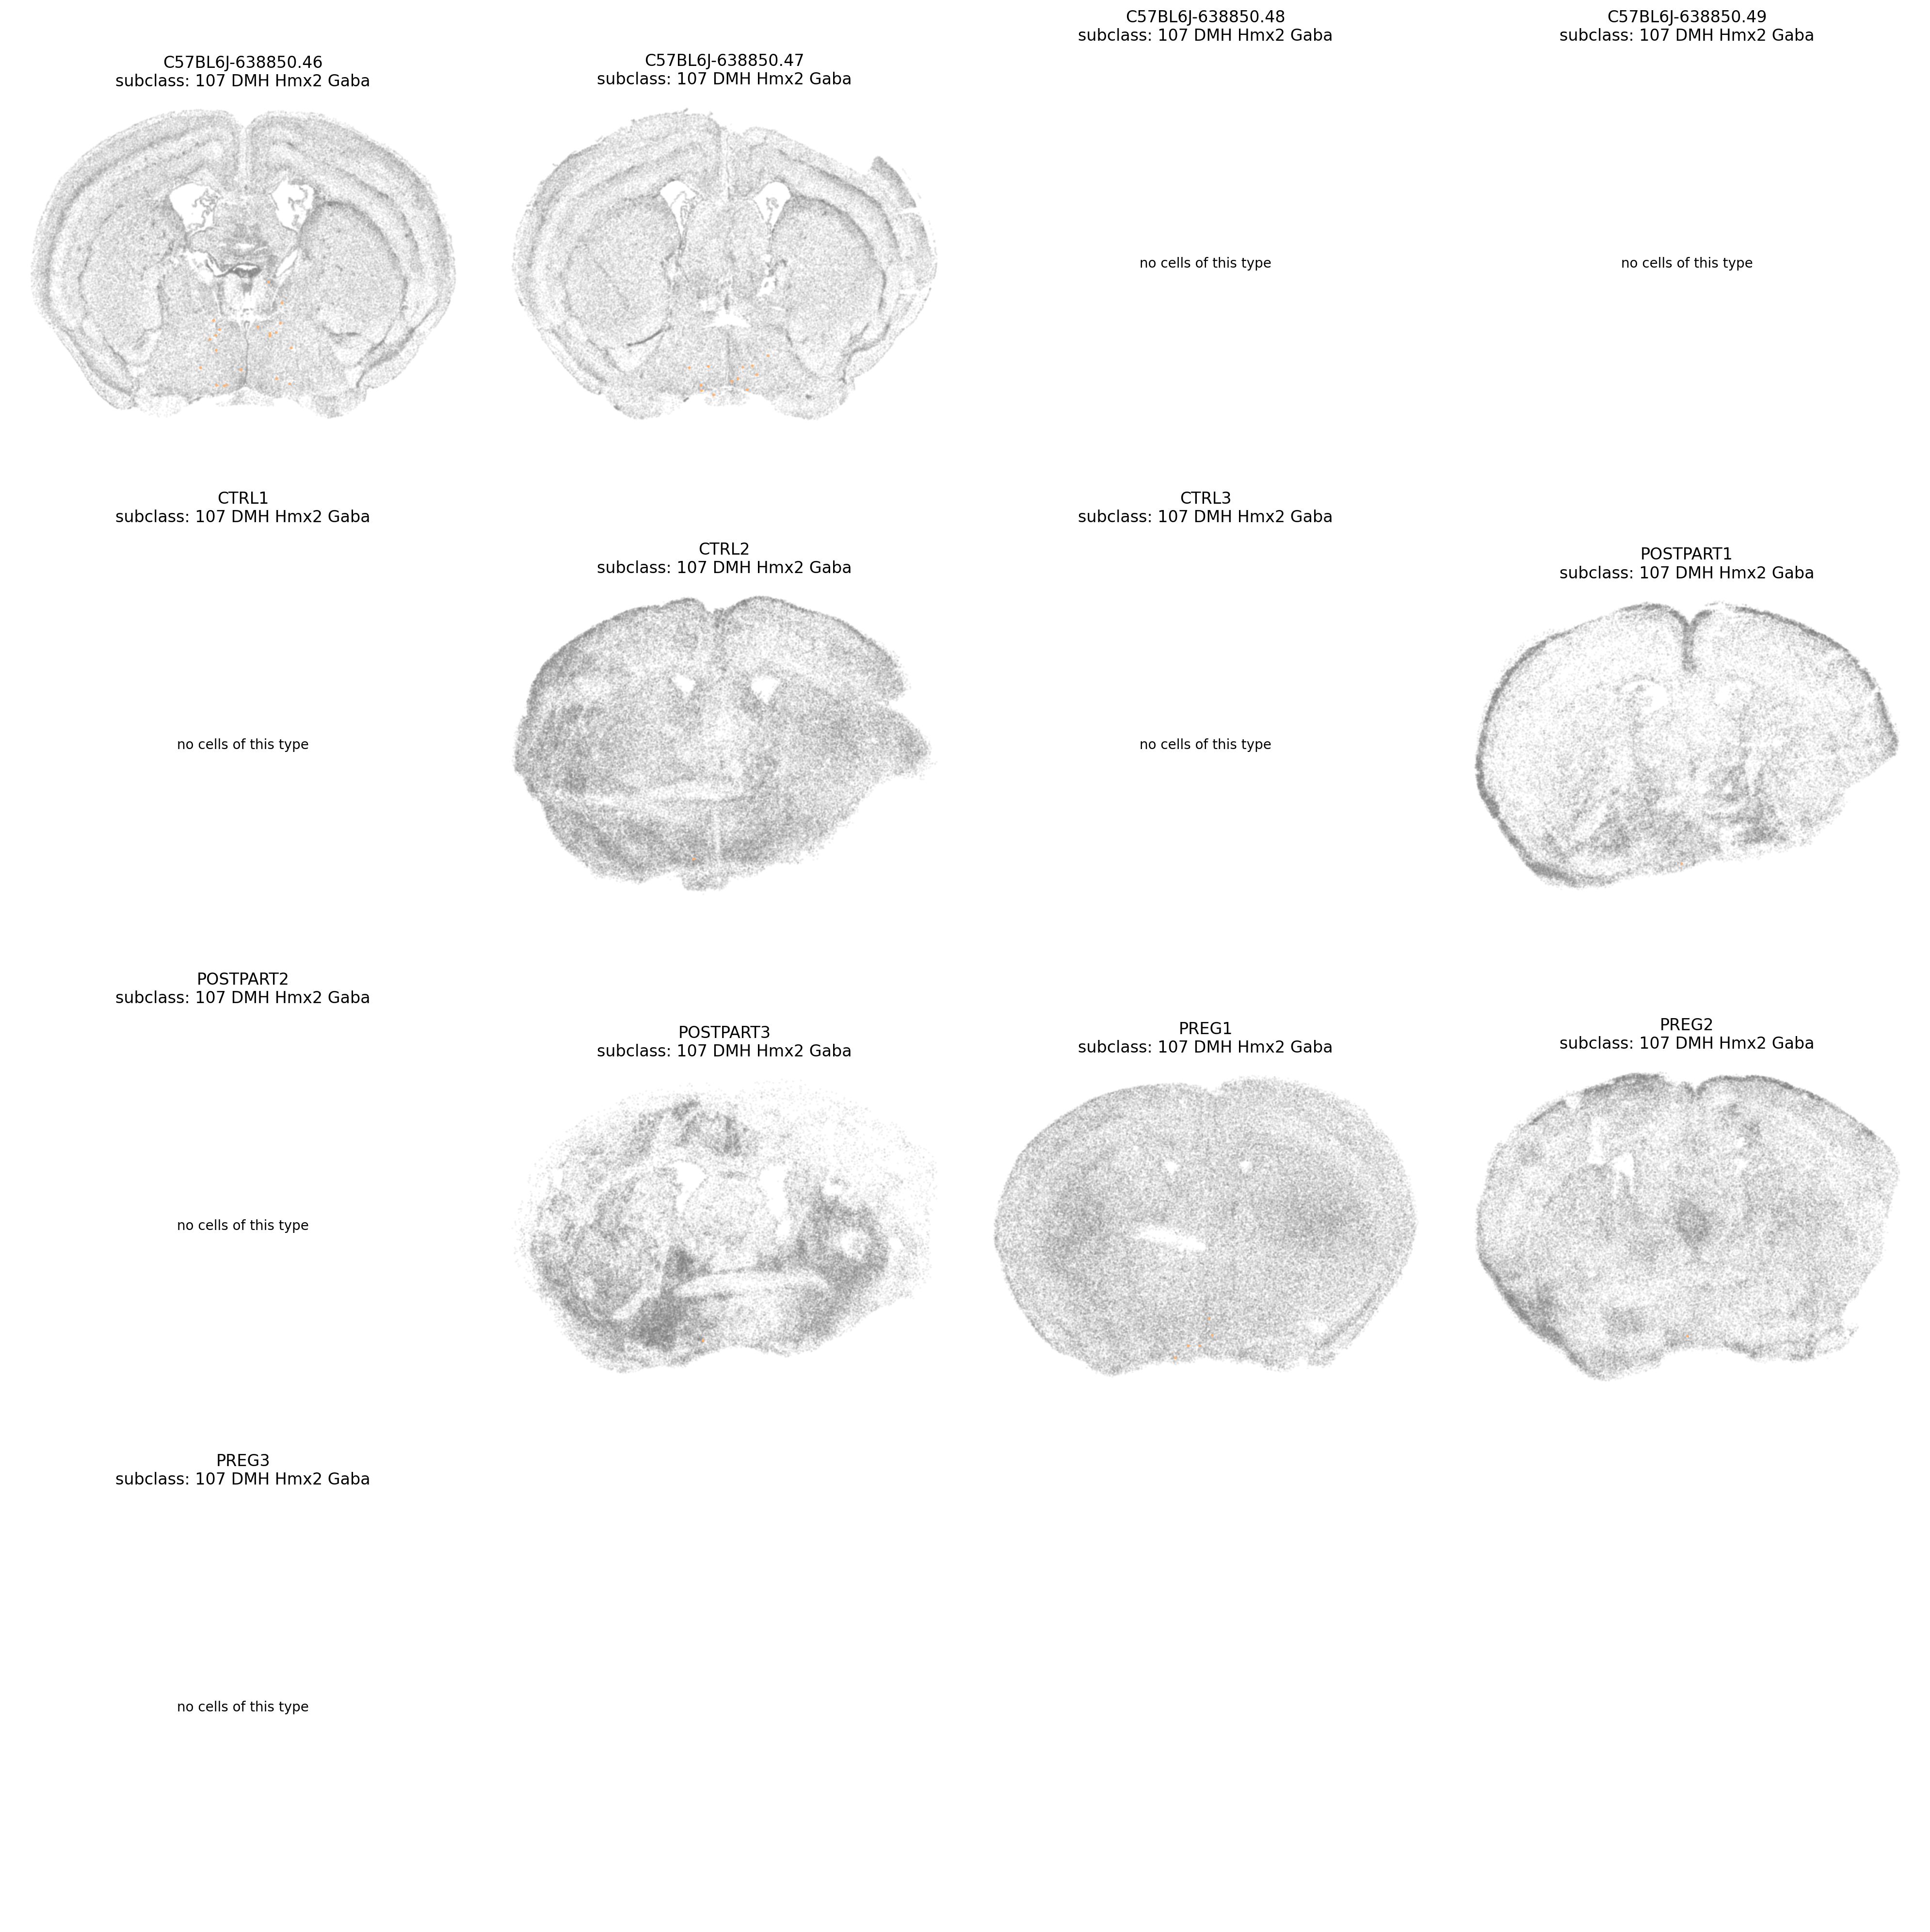 C57BL6J-638850.46
subclass: 107 DMH Hmx2 Gaba
C57BL6J-638850.47
subclass: 107 DMH Hmx2 Gaba
C57BL6J-638850.48
subclass: 107 DMH Hmx2 Gaba
no cells of this type
C57BL6J-638850.49
subclass: 107 DMH Hmx2 Gaba
no cells of this type
CTRL1
subclass: 107 DMH Hmx2 Gaba
no cells of this type
CTRL2
subclass: 107 DMH Hmx2 Gaba
CTRL3
subclass: 107 DMH Hmx2 Gaba
no cells of this type
POSTPART1
subclass: 107 DMH Hmx2 Gaba
POSTPART2
subclass: 107 DMH Hmx2 Gaba
no cells of this type
POSTPART3
subclass: 107 DMH Hmx2 Gaba
PREG1
subclass: 107 DMH Hmx2 Gaba
PREG2
subclass: 107 DMH Hmx2 Gaba
PREG3
subclass: 107 DMH Hmx2 Gaba
no cells of this type